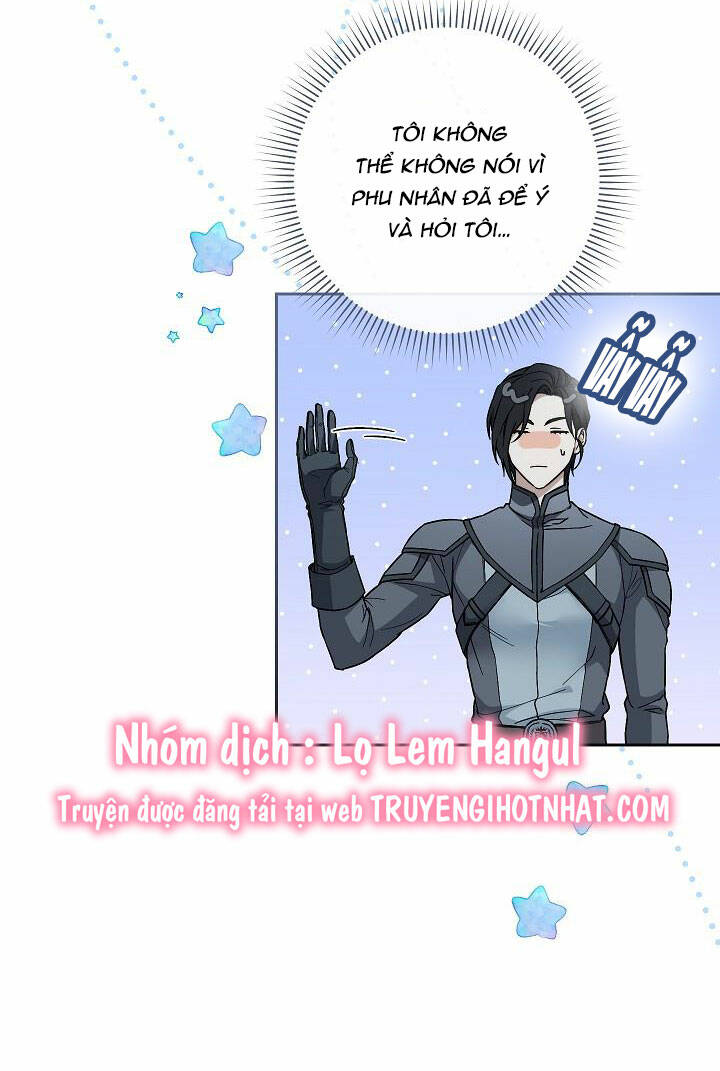 TÔI KHÔNG
THỂ KHÔNG NÓI VÌ
PHU NHÂN ĐÃ ĐỂ Ý
VÀ HỎI TÔI...
VẪY VẪY
Nhóm dịch : Lọ Lem Hangul
Truyện được đăng tải tại web TRUYENGIHOTNHAT.COM